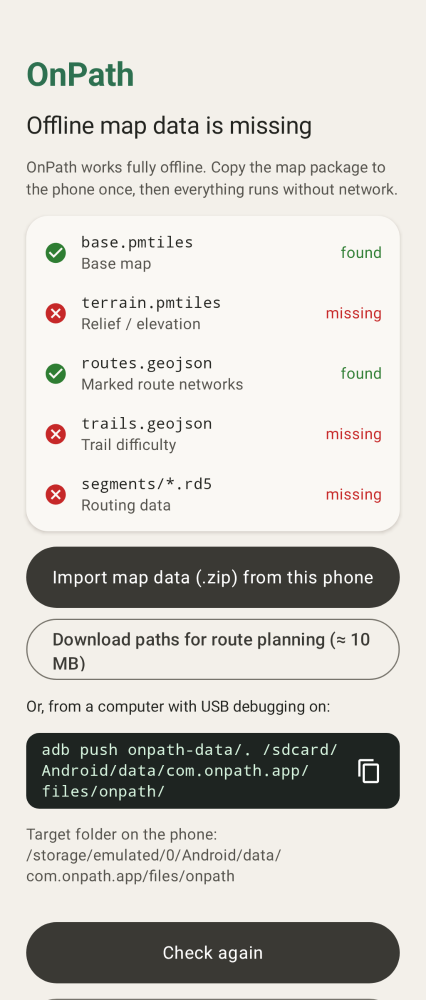 OnPath
Offline map data is missing
OnPath works fully offline. Copy the map package to
the phone once, then everything runs without network.
base.pmtiles
Base map
found
terrain.pmtiles
Relief / elevation
missing
routes.geojson
Marked route networks
found
trails.geojson
Trail difficulty
missing
segments/*.rd5
Routing data
missing
Import map data (.zip) from this phone
Download paths for route planning (≈ 10
MB)
Or, from a computer with USB debugging on:
adb push onpath-data/. /sdcard/
Android/data/com.onpath.app/
files/onpath/
Target folder on the phone:
/storage/emulated/0/Android/data/
com.onpath.app/files/onpath
Check again